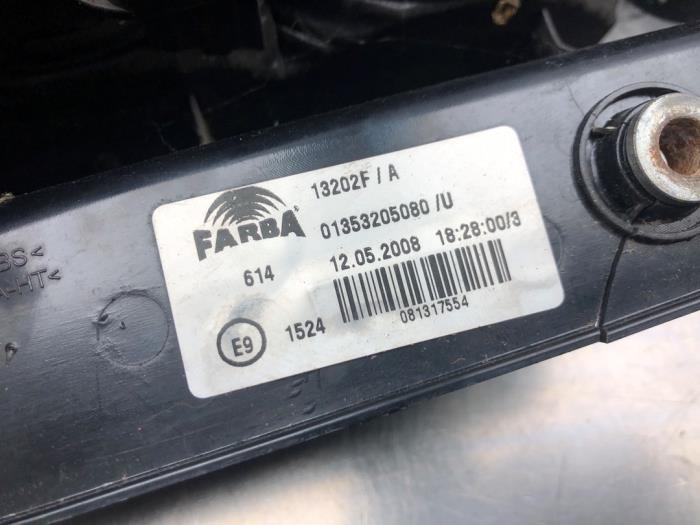 13202F / A
FARBA
01353205080 /U
614
12.05.2008 18:28:00/3
E9
1524
081317554